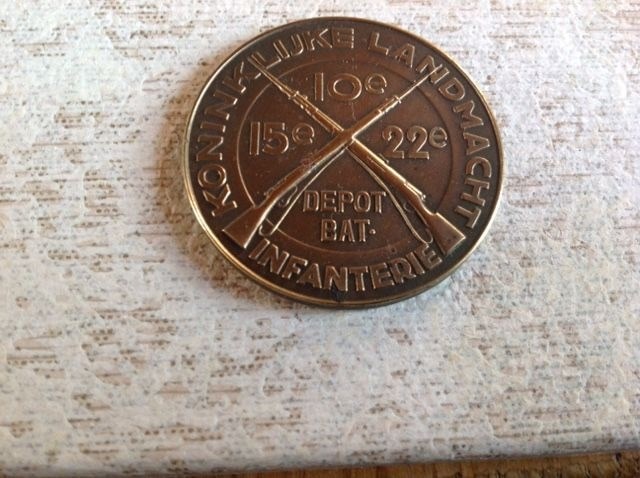 KONINKLIJKE LANDMACHT
10e
15e 22e
DEPOT
BAT·
INFANTERIE